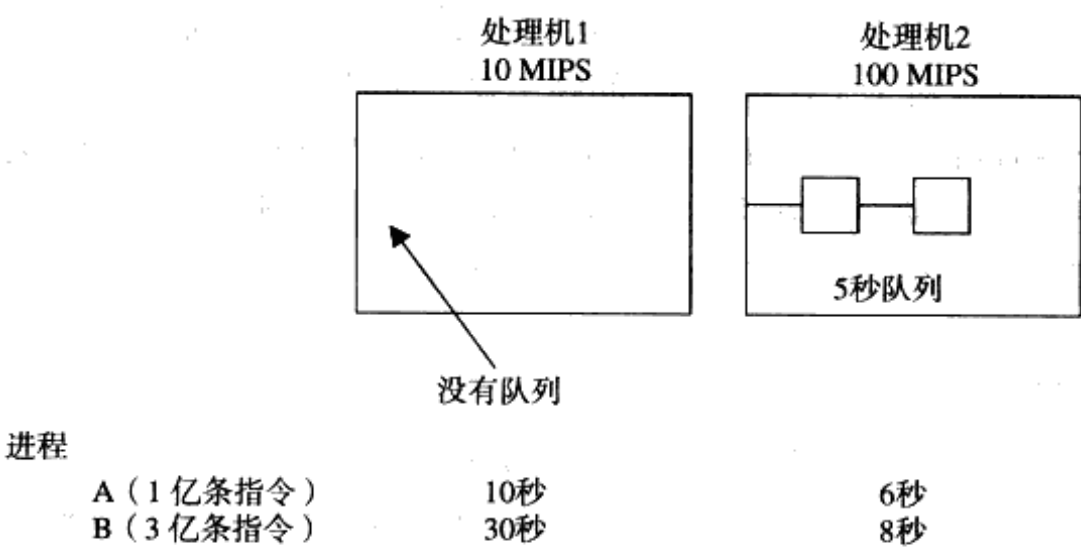 处理机1 处理机2
10 MIPS 100 MIPS
5秒队列
没有队列
进程
A（1 亿条指令） 10秒 6秒
B（3 亿条指令） 30秒 8秒